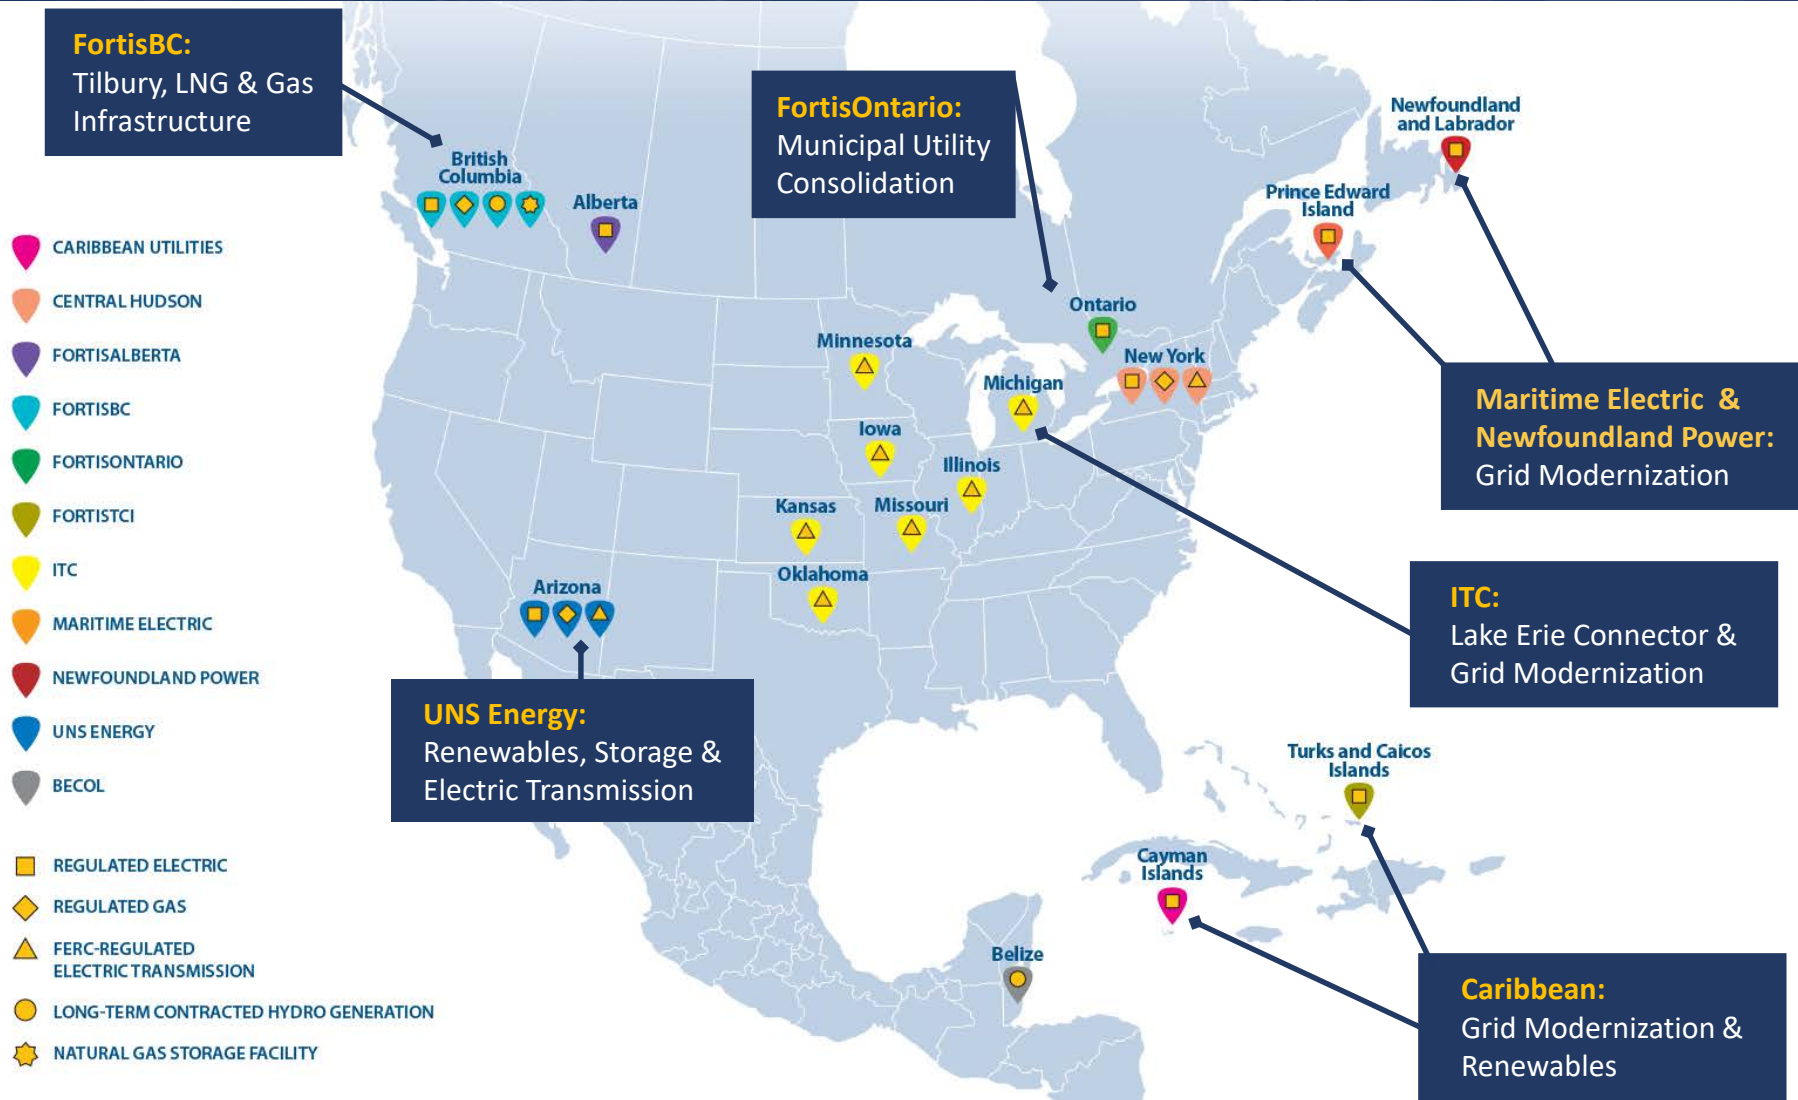 FortisBC:
Tilbury, LNG & Gas
Infrastructure
FortisOntario:
Municipal Utility
Consolidation
Newfoundland
and Labrador
British
Columbia
Alberta
Prince Edward
Island
CARIBBEAN UTILITIES
CENTRAL HUDSON
FORTISALBERTA
FORTISBC
FORTISONTARIO
FORTISTCI
ITC
MARITIME ELECTRIC
NEWFOUNDLAND POWER
UNS ENERGY
BECOL
REGULATED ELECTRIC
REGULATED GAS
FERC-REGULATED
ELECTRIC TRANSMISSION
LONG-TERM CONTRACTED HYDRO GENERATION
NATURAL GAS STORAGE FACILITY
Ontario
Minnesota
New York
Michigan
Iowa
Illinois
Kansas
Missouri
Oklahoma
Arizona
Maritime Electric &
Newfoundland Power:
Grid Modernization
ITC:
Lake Erie Connector &
Grid Modernization
UNS Energy:
Renewables, Storage &
Electric Transmission
Turks and Caicos
Islands
Cayman
Islands
Belize
Caribbean:
Grid Modernization &
Renewables